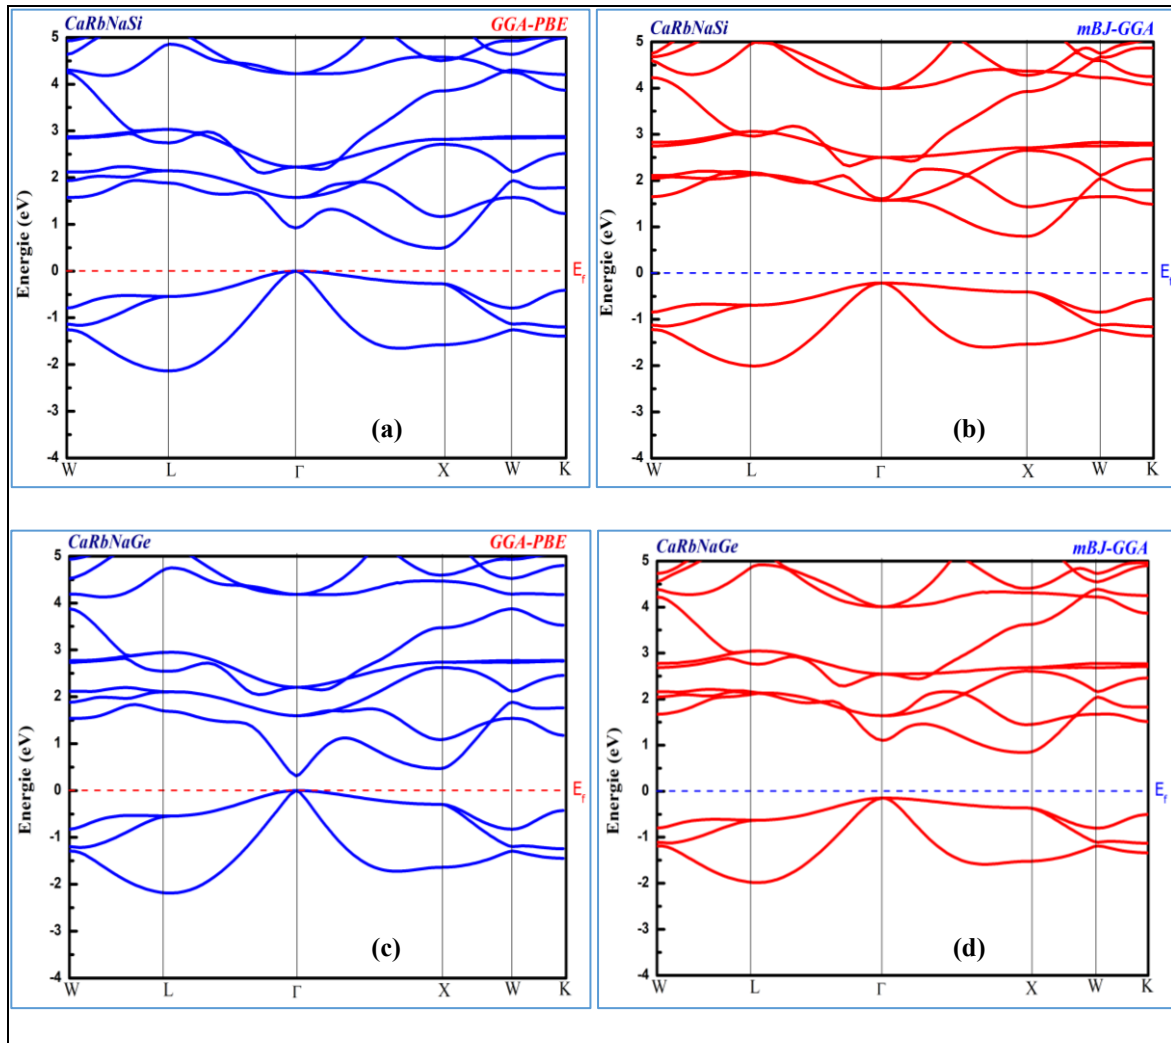 CaRbNaSi GGA-PBE
Energie (eV)
5
4
3
2
1
0
-1
-2
-3
-4
E_f
(a)
W L Γ X W K
CaRbNaSi mBJ-GGA
Energie (eV)
5
4
3
2
1
0
-1
-2
-3
-4
E_f
(b)
W L Γ X W K
CaRbNaGe GGA-PBE
Energie (eV)
5
4
3
2
1
0
-1
-2
-3
-4
E_f
(c)
W L Γ X W K
CaRbNaGe mBJ-GGA
Energie (eV)
5
4
3
2
1
0
-1
-2
-3
-4
E_f
(d)
W L Γ X W K